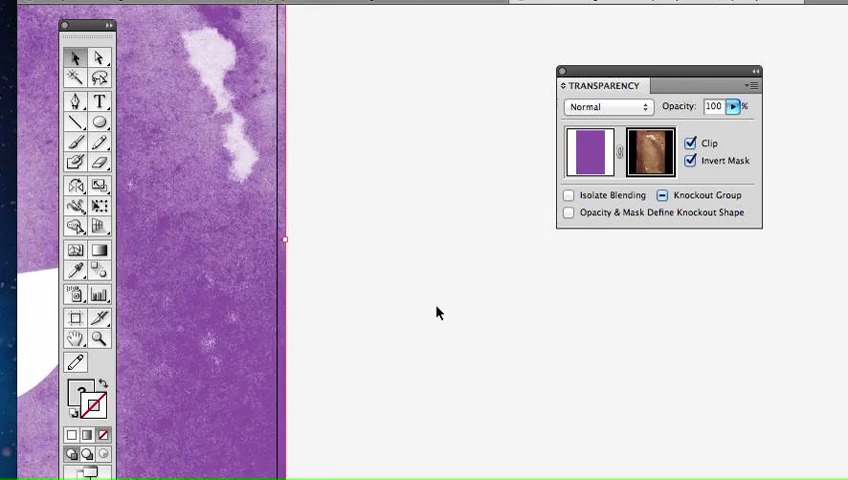 TRANSPARENCY
Normal Opacity: 100 %
Clip
Invert Mask
Isolate Blending Knockout Group
Opacity & Mask Define Knockout Shape
T
?